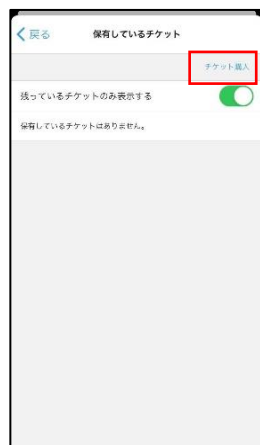 戻る 保有しているチケット
チケット購入
残っているチケットのみ表示する
保有しているチケットはありません。